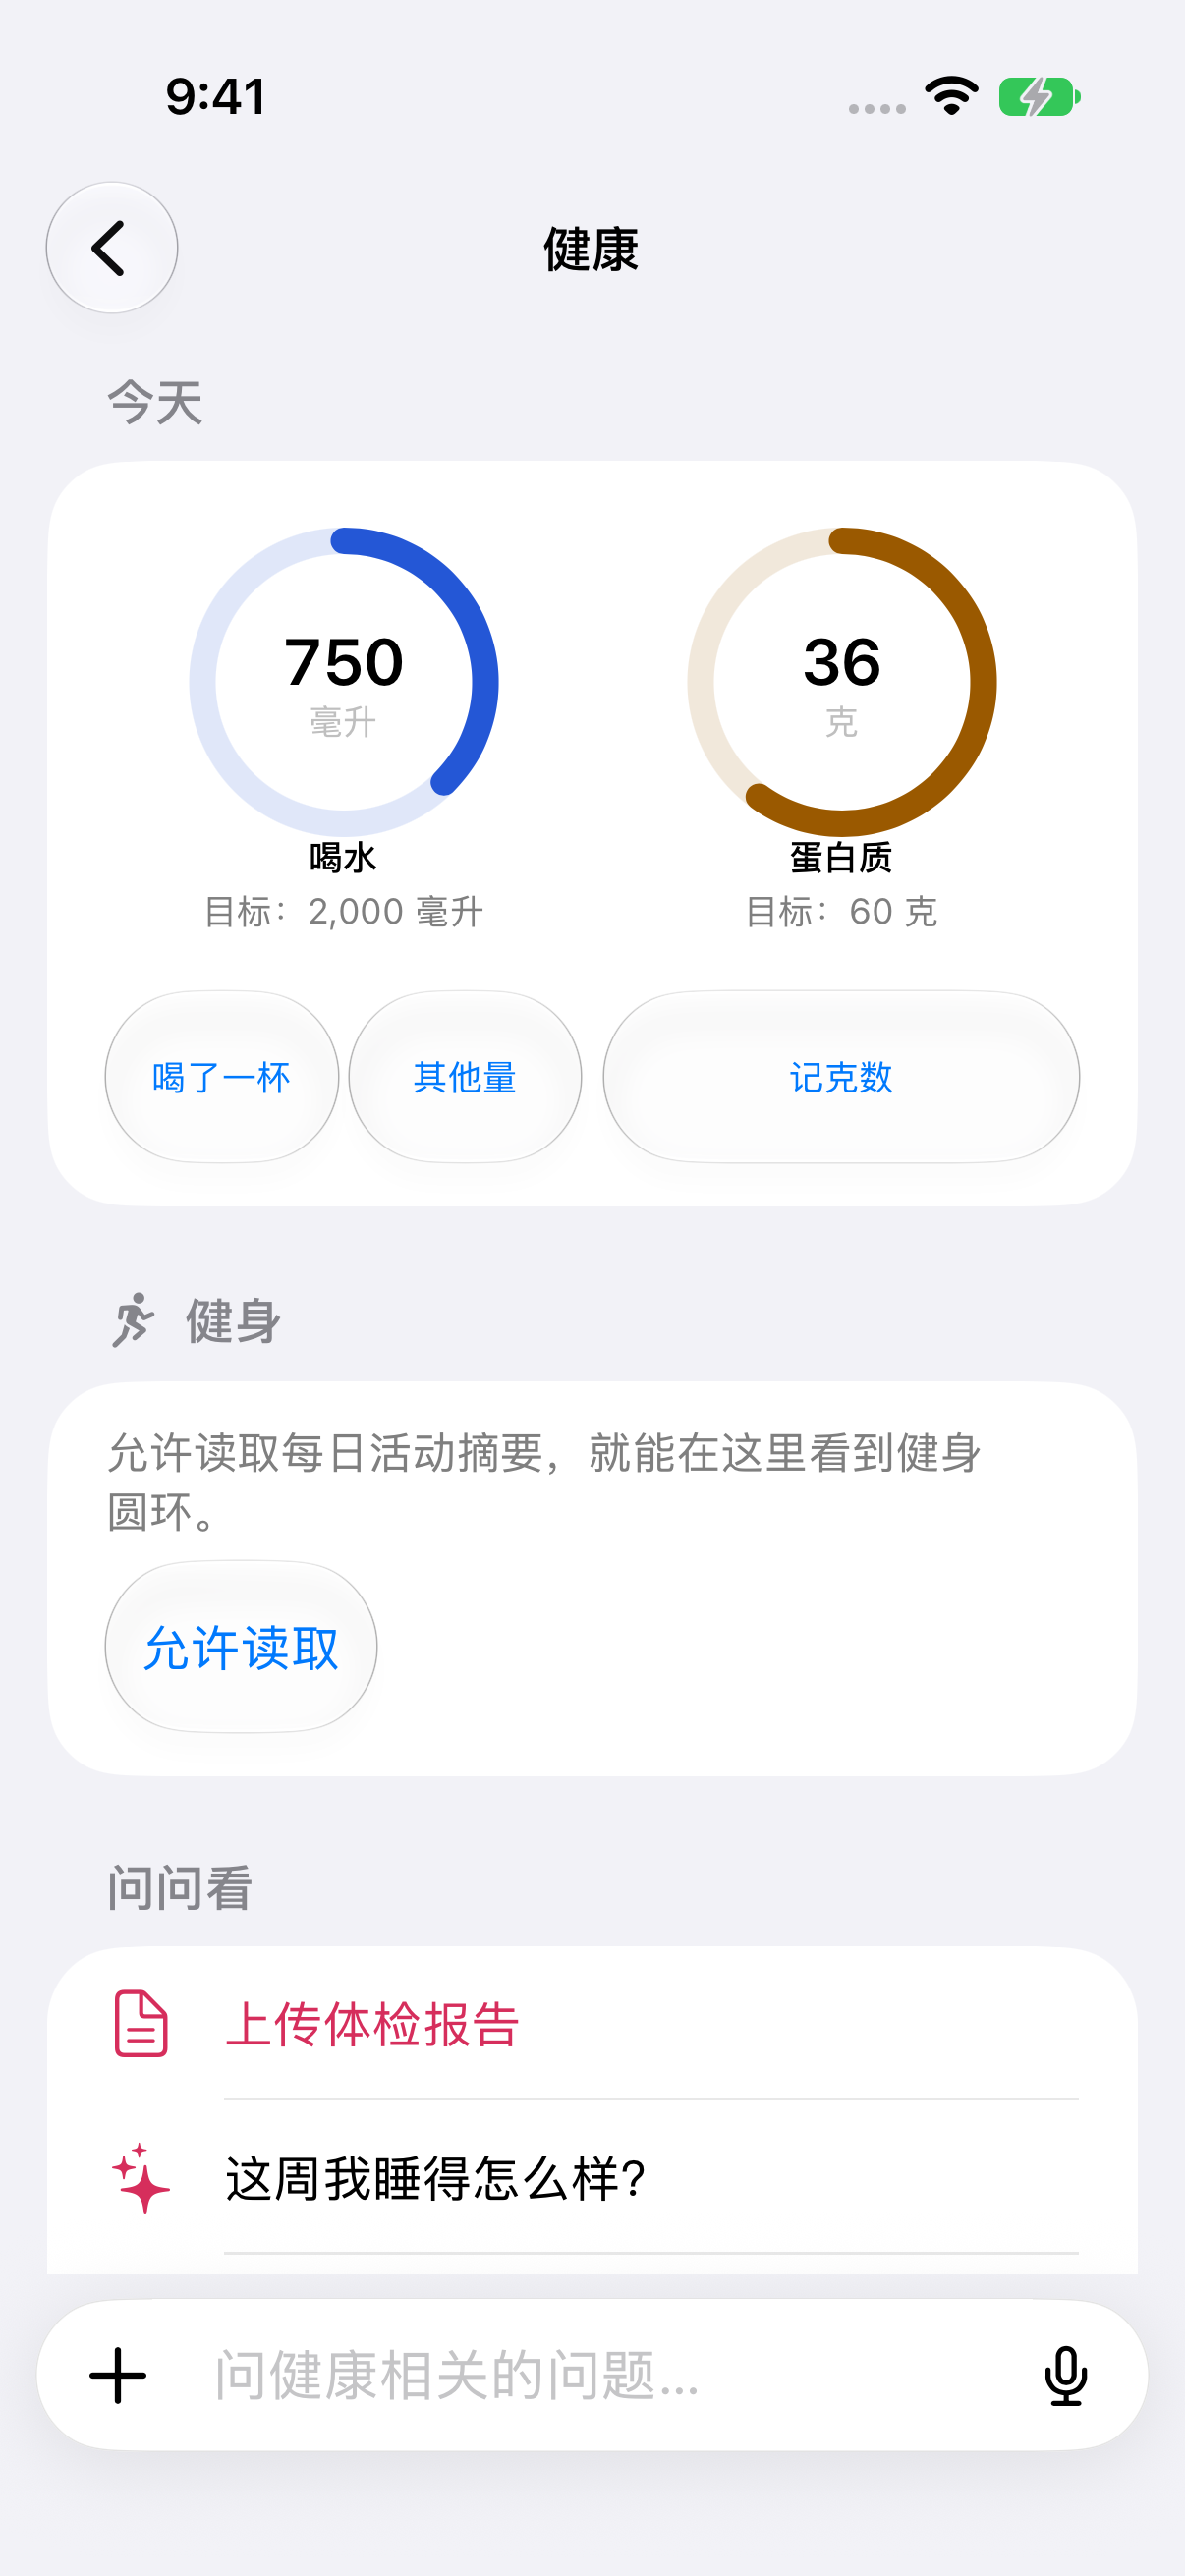 9:41
健康
今天
750
毫升
喝水
目标：2,000 毫升
36
克
蛋白质
目标：60 克
喝了一杯
其他量
记克数
健身
允许读取每日活动摘要，就能在这里看到健身
圆环。
允许读取
问问看
上传体检报告
这周我睡得怎么样?
问健康相关的问题...